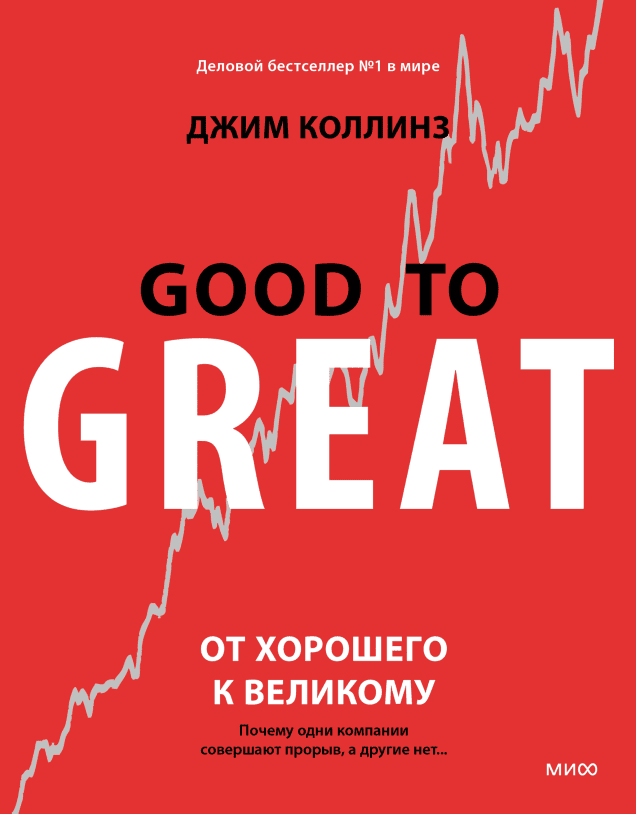 Деловой бестселлер №1 в мире
ДЖИМ КОЛЛИНЗ
GOOD TO
GREAT
ОТ ХОРОШЕГО
К ВЕЛИКОМУ
Почему одни компании
совершают прорыв, а другие нет...
МИФ